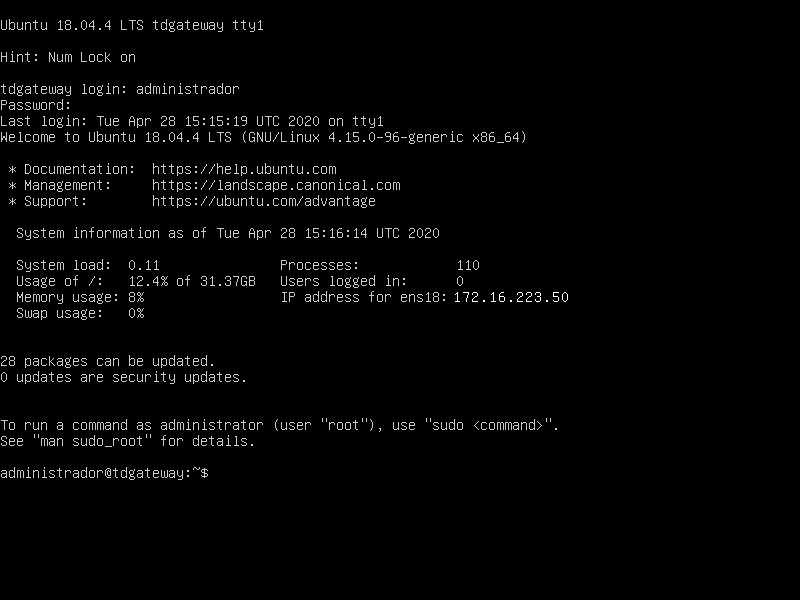 Ubuntu 18.04.4 LTS tdgateway tty1
Hint: Num Lock on
tdgateway login: administrador
Password:
Last login: Tue Apr 28 15:15:19 UTC 2020 on tty1
Welcome to Ubuntu 18.04.4 LTS (GNU/Linux 4.15.0-96-generic x86_64)
* Documentation:  https://help.ubuntu.com
* Management:     https://landscape.canonical.com
* Support:        https://ubuntu.com/advantage
System information as of Tue Apr 28 15:16:14 UTC 2020
System load:  0.11               Processes:            110
Usage of /:   12.4% of 31.37GB   Users logged in:      0
Memory usage: 8%                 IP address for ens18: 172.16.223.50
Swap usage:   0%
28 packages can be updated.
0 updates are security updates.
To run a command as administrator (user "root"), use "sudo <command>".
See "man sudo_root" for details.
administrador@tdgateway:~$